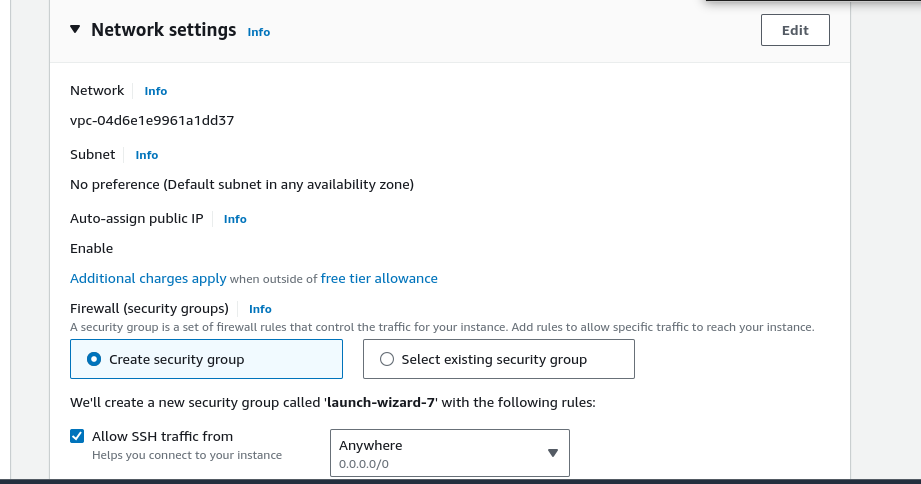 Network settings Info
Edit
Network Info
vpc-04d6e1e9961a1dd37
Subnet Info
No preference (Default subnet in any availability zone)
Auto-assign public IP Info
Enable
Additional charges apply when outside of free tier allowance
Firewall (security groups) Info
A security group is a set of firewall rules that control the traffic for your instance. Add rules to allow specific traffic to reach your instance.
Create security group
Select existing security group
We'll create a new security group called 'launch-wizard-7' with the following rules:
Allow SSH traffic from
Helps you connect to your instance
Anywhere
0.0.0.0/0